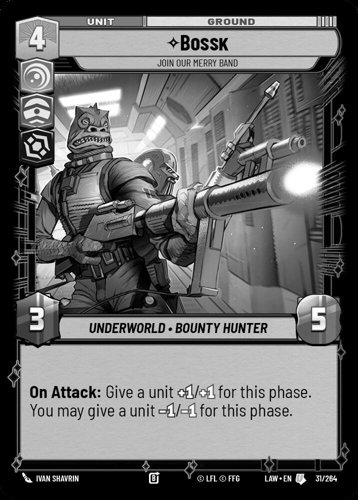 UNIT
GROUND
4
✧BOSSK
JOIN OUR MERRY BAND
3
UNDERWORLD • BOUNTY HUNTER
5
On Attack: Give a unit +1/+1 for this phase.
You may give a unit −1/−1 for this phase.
IVAN SHAVRIN
© LFL © FFG
LAW • EN
31/264